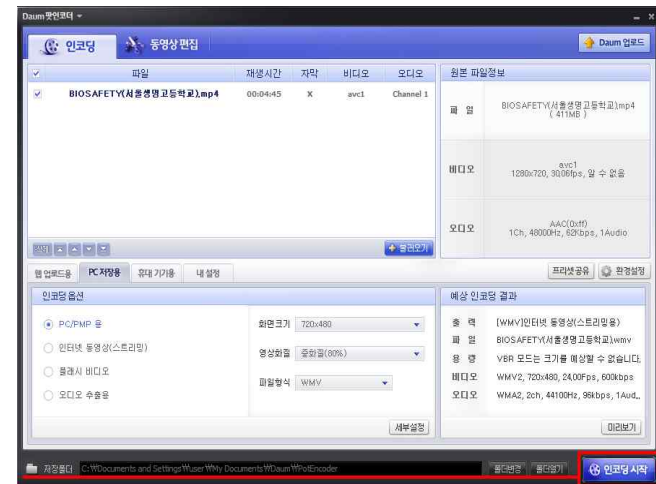 Daum 팟인코더
인코딩
동영상 편집
Daum 업로드
파일 재생시간 자막 비디오 오디오
BIOSAFETY(서울생명고등학교).mp4 00:04:45 X avc1 Channel 1
원본 파일정보
파 일
BIOSAFETY(서울생명고등학교).mp4
( 411MB )
비디오
avc1
1280x720, 30.06fps, 알 수 없음
오디오
AAC(0xff)
1Ch, 48000Hz, 62Kbps, 1Audio
불러오기
웹 업로드용 PC 저장용 휴대 기기용 내 설정
프리셋 공유 환경설정
인코딩 옵션
PC/PMP 용
인터넷 동영상(스트리밍)
플래시 비디오
오디오 추출용
화면크기 720x480
영상화질 중화질(80%)
파일형식 WMV
세부설정
예상 인코딩 결과
출 력 [WMV]인터넷 동영상(스트리밍용)
파 일 BIOSAFETY(서울생명고등학교).wmv
용 량 VBR 모드는 크기를 예상할 수 없습니다.
비디오 WMV2, 720x480, 24.00Fps, 600kbps
오디오 WMA2, 2ch, 44100Hz, 96kbps, 1Aud...
미리보기
저장폴더 C:\Documents and Settings\user\My Documents\Daum\PotEncoder
폴더변경 폴더열기 인코딩 시작